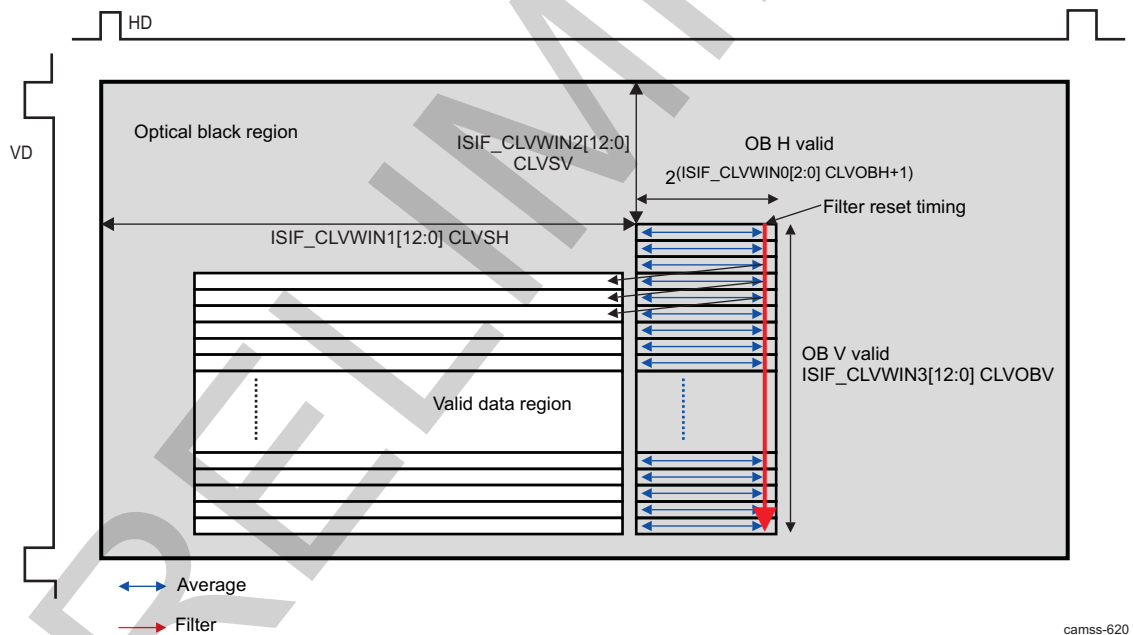 HD
VD
Optical black region
ISIF_CLVWIN2[12:0]
CLVSV
OB H valid
2(ISIF_CLVWIN0[2:0] CLVOBH+1)
Filter reset timing
ISIF_CLVWIN1[12:0] CLVSH
OB V valid
ISIF_CLVWIN3[12:0] CLVOBV
Valid data region
Average
Filter
camss-620
RELIM